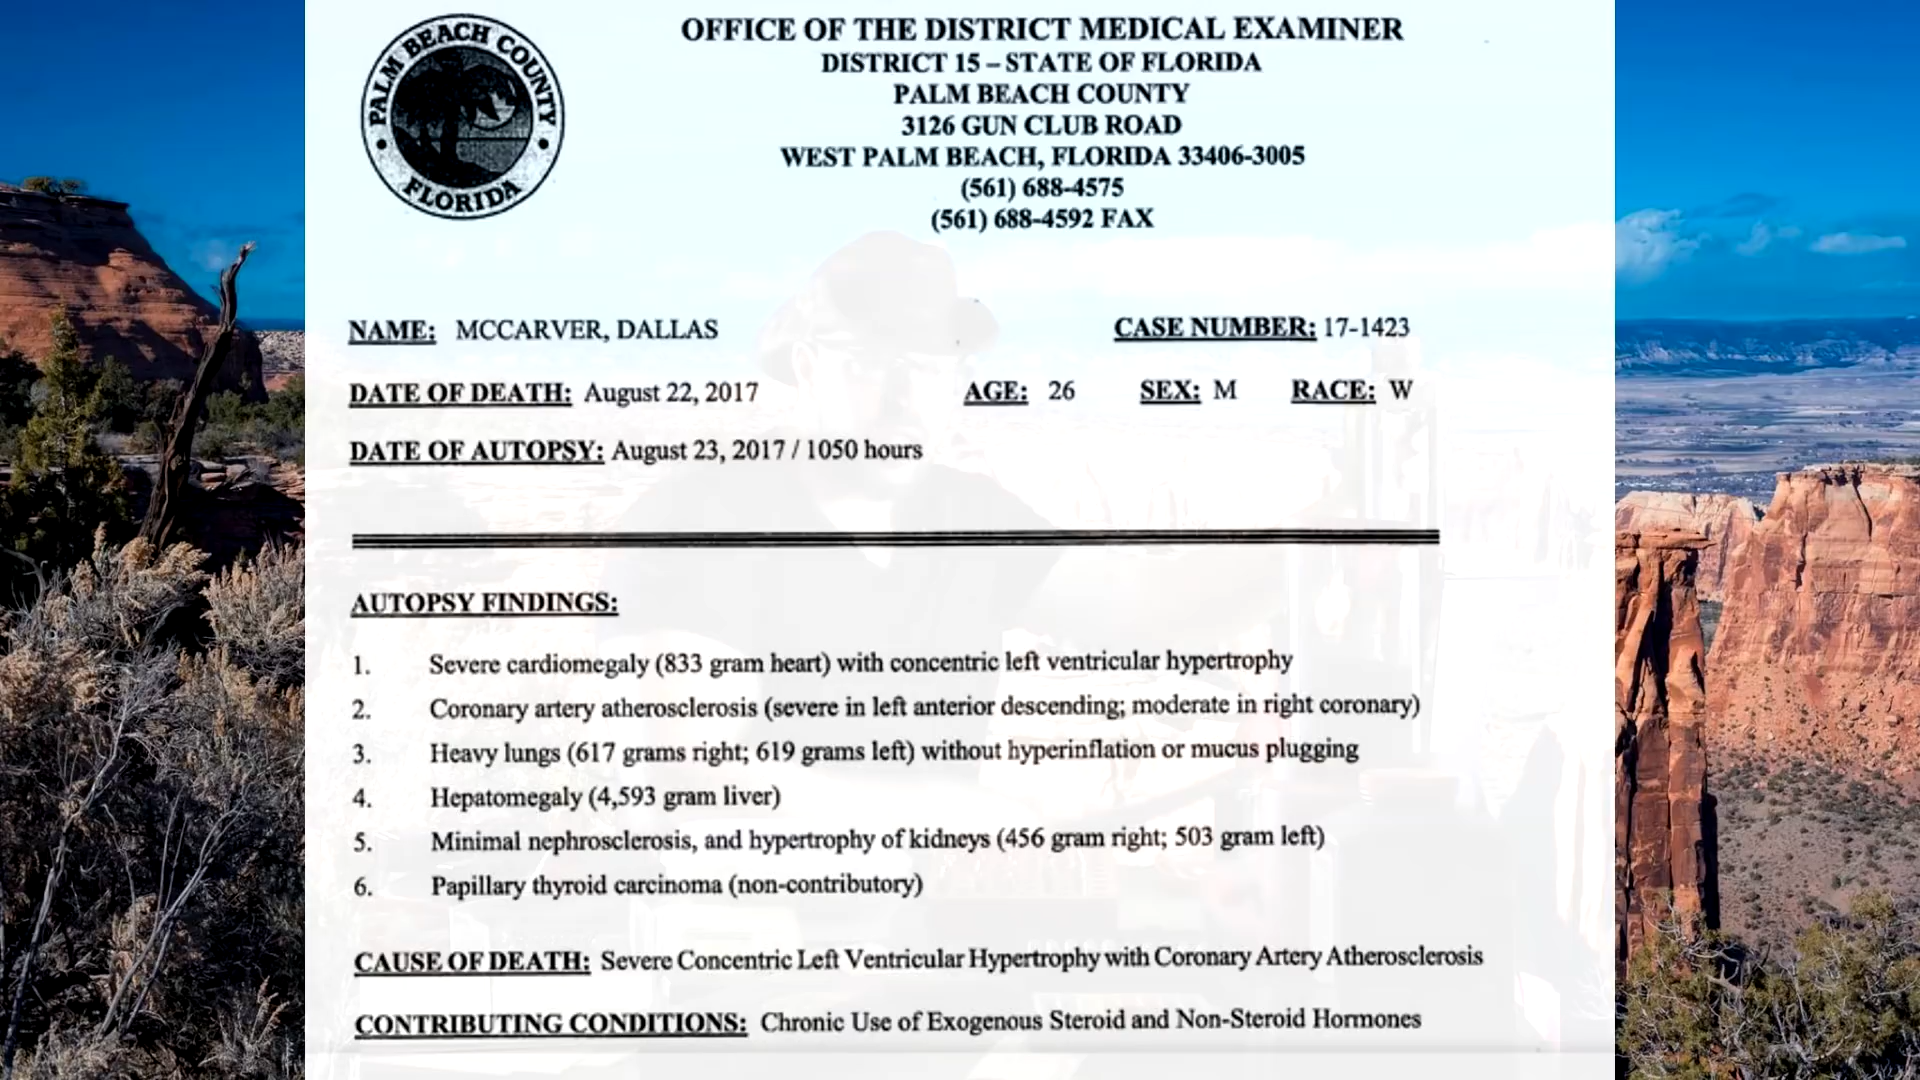 PALM BEACH COUNTY
FLORIDA
OFFICE OF THE DISTRICT MEDICAL EXAMINER
DISTRICT 15 – STATE OF FLORIDA
PALM BEACH COUNTY
3126 GUN CLUB ROAD
WEST PALM BEACH, FLORIDA 33406-3005
(561) 688-4575
(561) 688-4592 FAX
NAME: MCCARVER, DALLAS CASE NUMBER: 17-1423
DATE OF DEATH: August 22, 2017 AGE: 26 SEX: M RACE: W
DATE OF AUTOPSY: August 23, 2017 / 1050 hours
AUTOPSY FINDINGS:
1. Severe cardiomegaly (833 gram heart) with concentric left ventricular hypertrophy
2. Coronary artery atherosclerosis (severe in left anterior descending; moderate in right coronary)
3. Heavy lungs (617 grams right; 619 grams left) without hyperinflation or mucus plugging
4. Hepatomegaly (4,593 gram liver)
5. Minimal nephrosclerosis, and hypertrophy of kidneys (456 gram right; 503 gram left)
6. Papillary thyroid carcinoma (non-contributory)
CAUSE OF DEATH: Severe Concentric Left Ventricular Hypertrophy with Coronary Artery Atherosclerosis
CONTRIBUTING CONDITIONS: Chronic Use of Exogenous Steroid and Non-Steroid Hormones